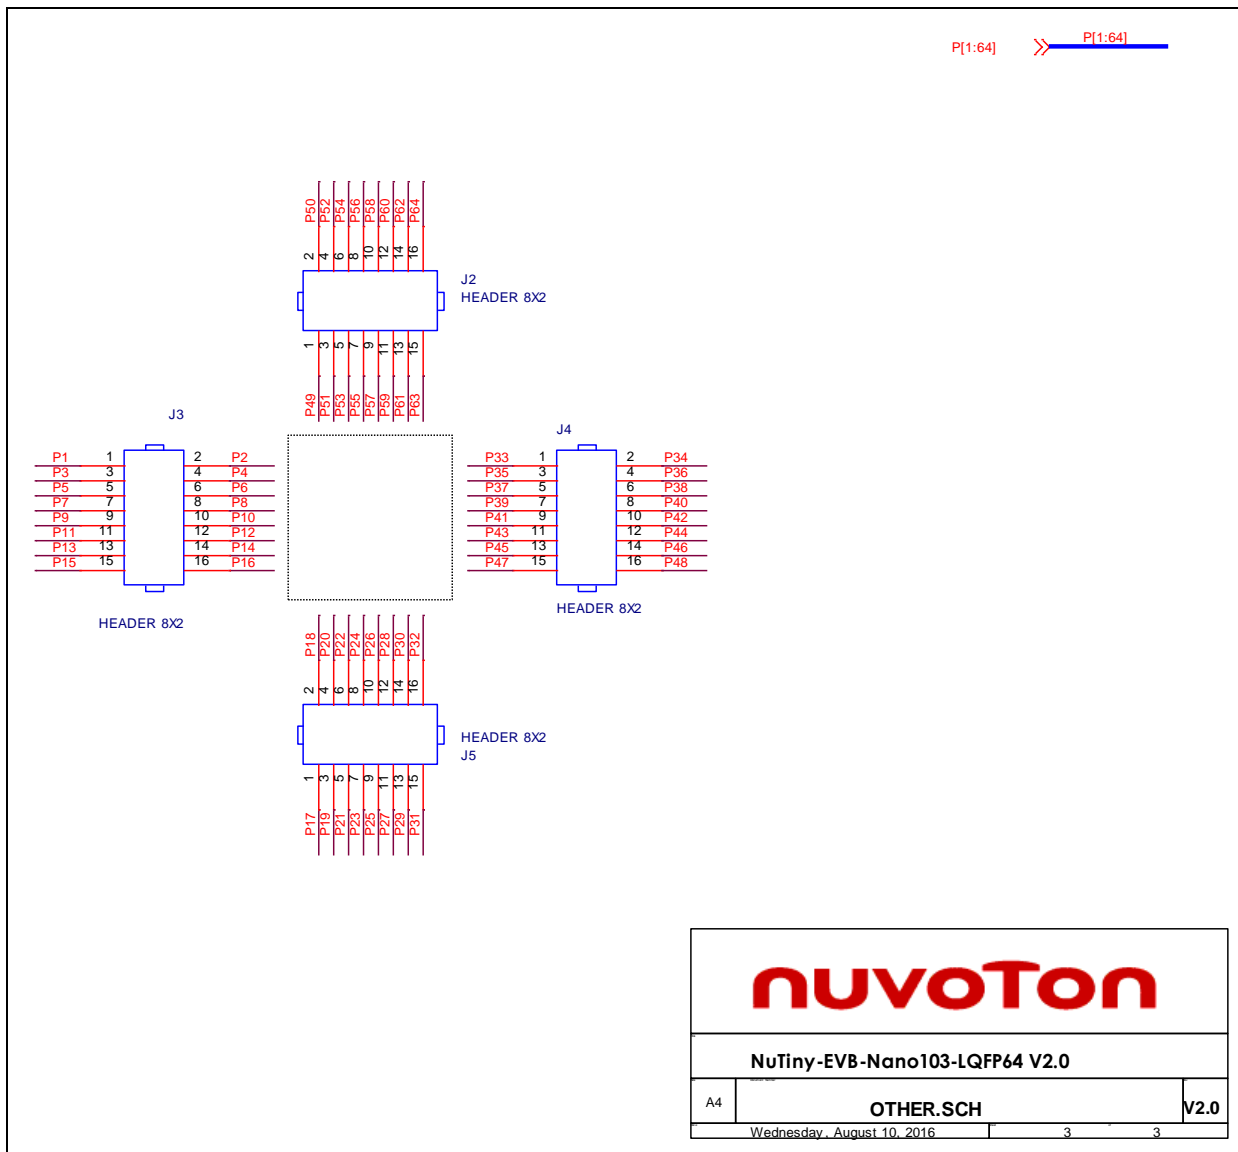 P[1:64] P[1:64]
P50 P52 P54 P56 P58 P60 P62 P64
2 4 6 8 10 12 14 16
J2
HEADER 8X2
1 3 5 7 9 11 13 15
P49 P51 P53 P55 P57 P59 P61 P63
J3
P1 1 2 P2
P3 3 4 P4
P5 5 6 P6
P7 7 8 P8
P9 9 10 P10
P11 11 12 P12
P13 13 14 P14
P15 15 16 P16
HEADER 8X2
J4
P33 1 2 P34
P35 3 4 P36
P37 5 6 P38
P39 7 8 P40
P41 9 10 P42
P43 11 12 P44
P45 13 14 P46
P47 15 16 P48
HEADER 8X2
P18 P20 P22 P24 P26 P28 P30 P32
2 4 6 8 10 12 14 16
HEADER 8X2
J5
1 3 5 7 9 11 13 15
P17 P19 P21 P23 P25 P27 P29 P31
nuvoTon
NuTiny-EVB-Nano103-LQFP64 V2.0
A4 OTHER.SCH V2.0
Wednesday, August 10, 2016 3 3